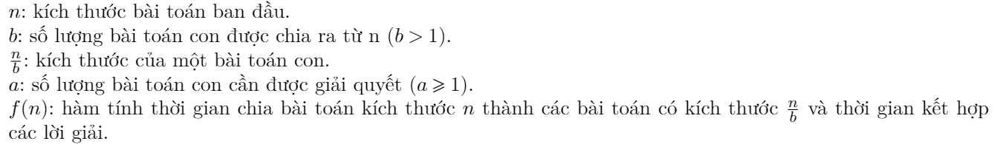 n: kích thước bài toán ban đầu.
b: số lượng bài toán con được chia ra từ n (b > 1).
n/b: kích thước của một bài toán con.
a: số lượng bài toán con cần được giải quyết (a ⩾ 1).
f(n): hàm tính thời gian chia bài toán kích thước n thành các bài toán có kích thước n/b và thời gian kết hợp
các lời giải.